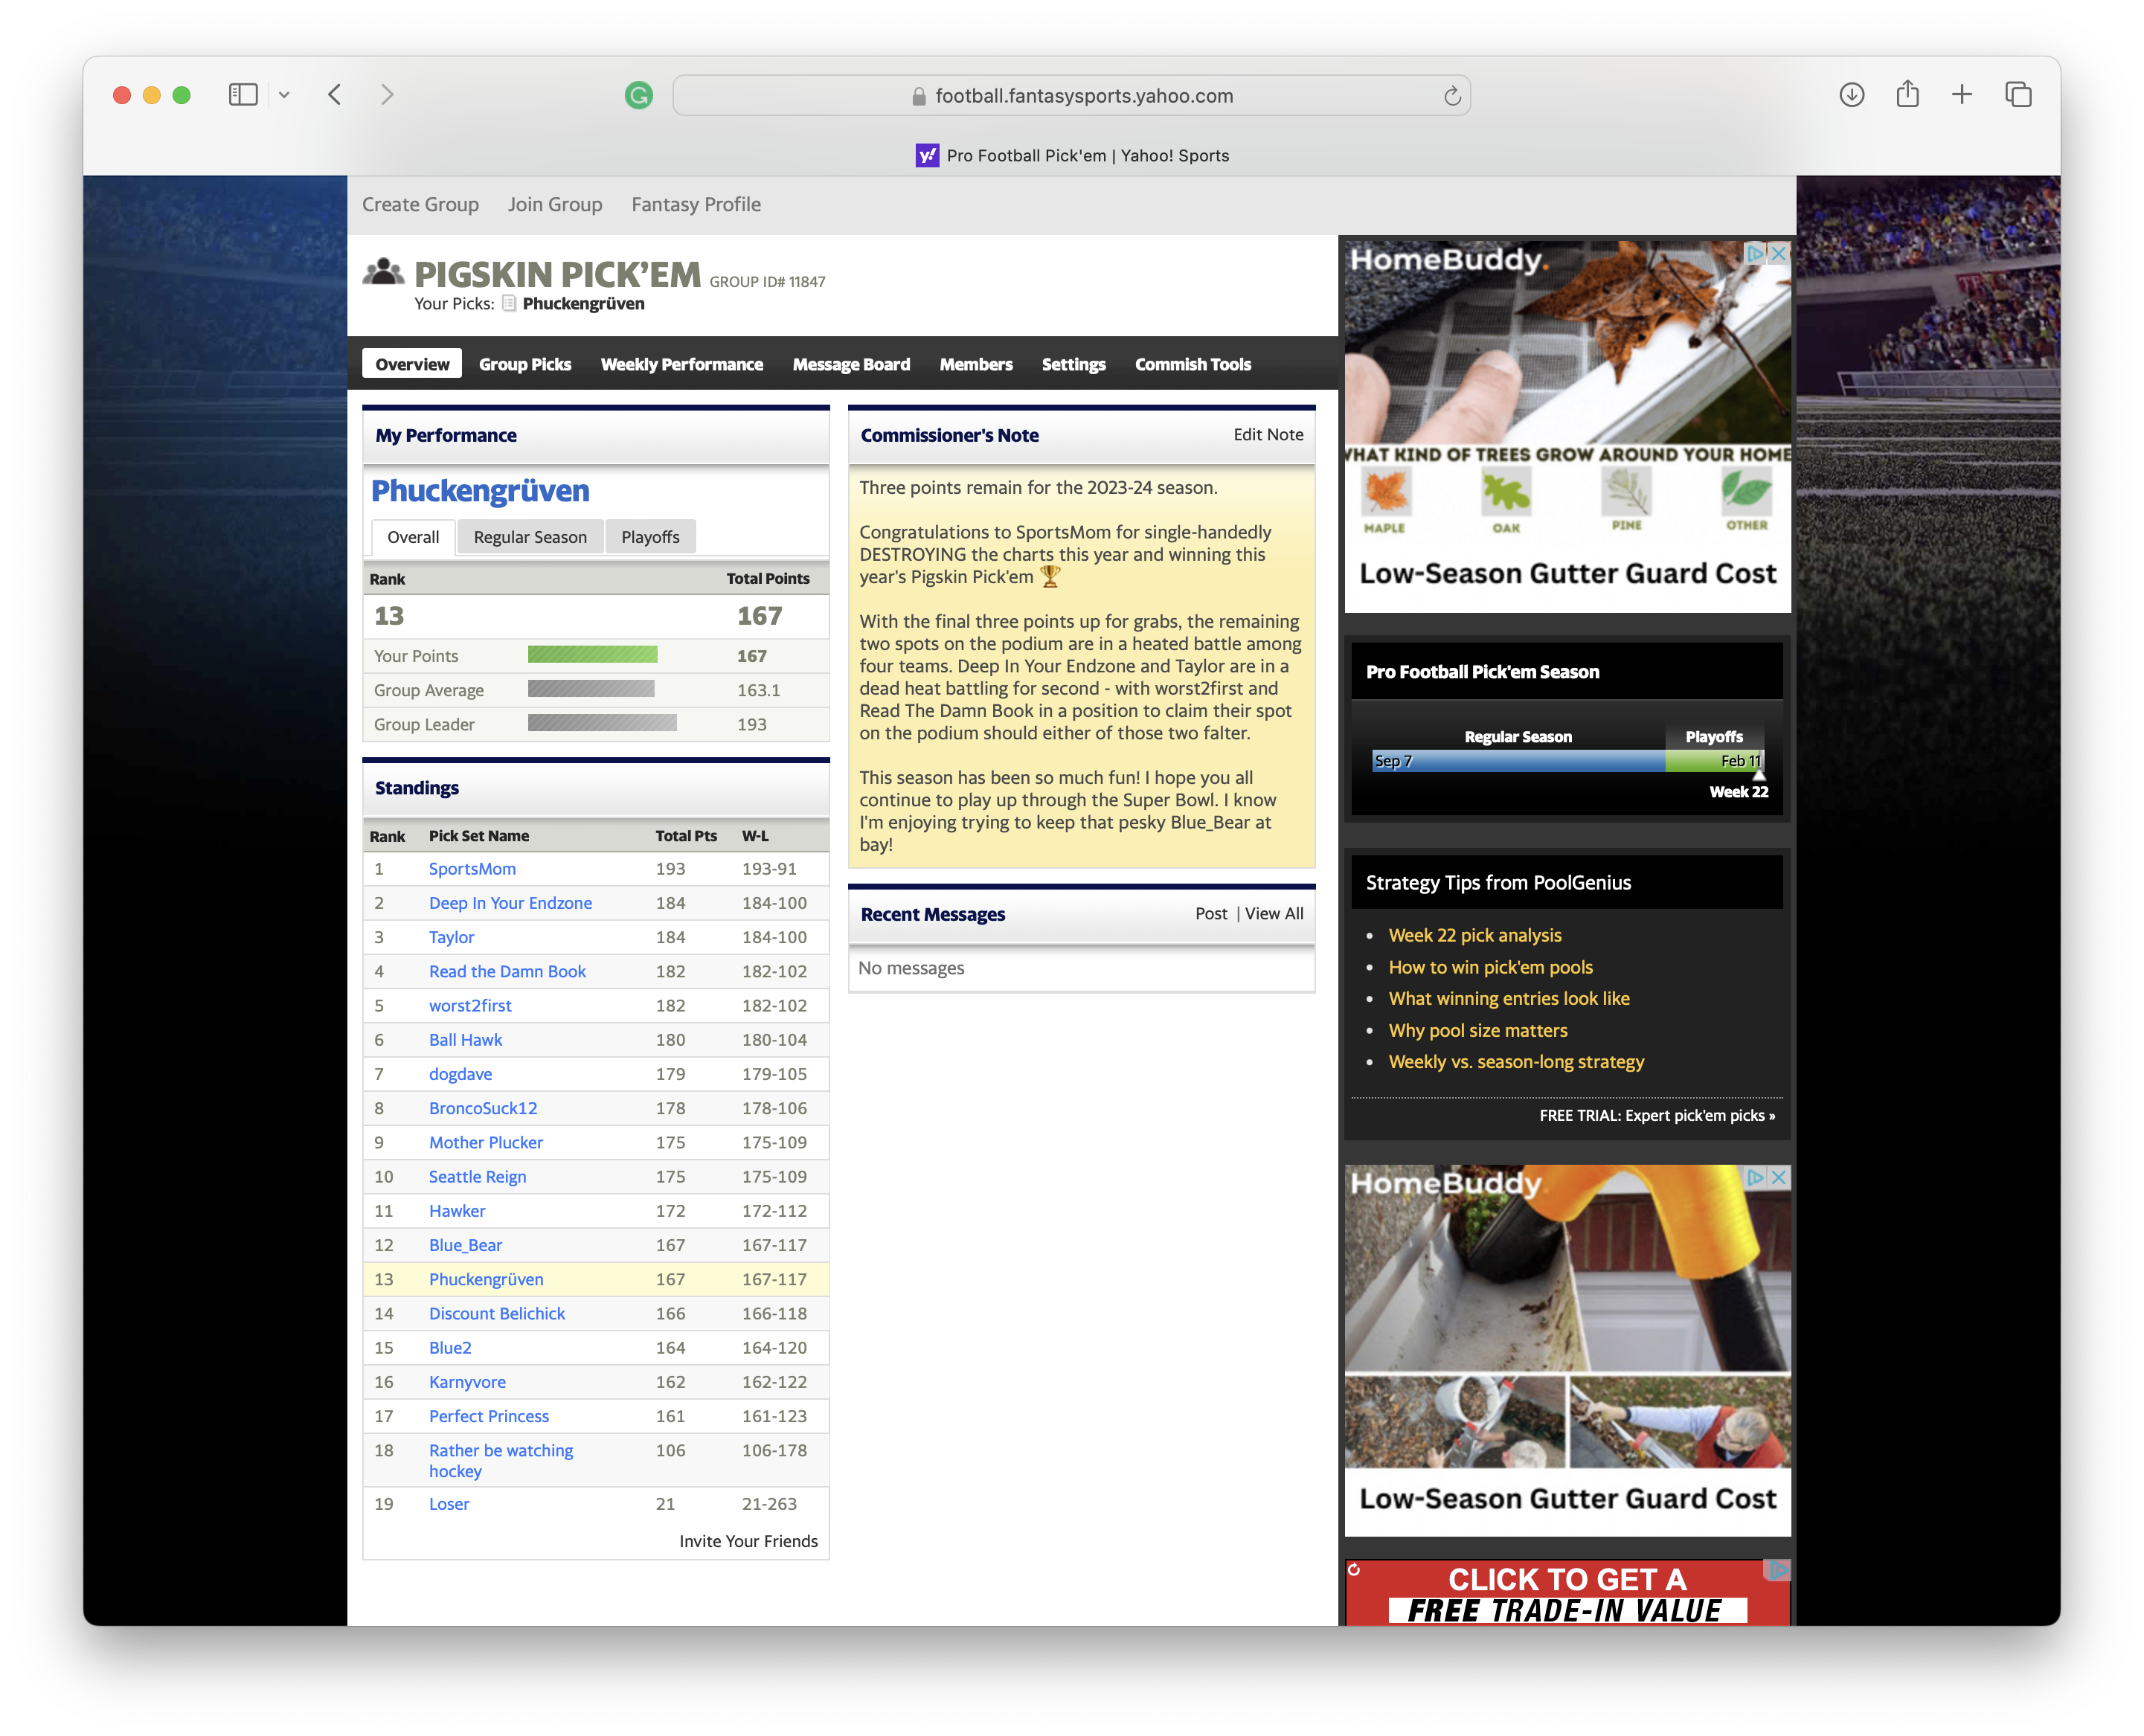 football.fantasysports.yahoo.com
y! Pro Football Pick'em | Yahoo! Sports
Create Group Join Group Fantasy Profile
PIGSKIN PICK'EM GROUP ID# 11847
Your Picks: Phuckengrüven
Overview Group Picks Weekly Performance Message Board Members Settings Commish Tools
My Performance
Phuckengrüven
Overall Regular Season Playoffs
Rank Total Points
13 167
Your Points 167
Group Average 163.1
Group Leader 193
Standings
Rank Pick Set Name Total Pts W-L
1 SportsMom 193 193-91
2 Deep In Your Endzone 184 184-100
3 Taylor 184 184-100
4 Read the Damn Book 182 182-102
5 worst2first 182 182-102
6 Ball Hawk 180 180-104
7 dogdave 179 179-105
8 BroncoSuck12 178 178-106
9 Mother Plucker 175 175-109
10 Seattle Reign 175 175-109
11 Hawker 172 172-112
12 Blue_Bear 167 167-117
13 Phuckengrüven 167 167-117
14 Discount Belichick 166 166-118
15 Blue2 164 164-120
16 Karnyvore 162 162-122
17 Perfect Princess 161 161-123
18 Rather be watching 106 106-178
hockey
19 Loser 21 21-263
Invite Your Friends
Commissioner's Note Edit Note
Three points remain for the 2023-24 season.
Congratulations to SportsMom for single-handedly
DESTROYING the charts this year and winning this
year's Pigskin Pick'em 🏆
With the final three points up for grabs, the remaining
two spots on the podium are in a heated battle among
four teams. Deep In Your Endzone and Taylor are in a
dead heat battling for second - with worst2first and
Read The Damn Book in a position to claim their spot
on the podium should either of those two falter.
This season has been so much fun! I hope you all
continue to play up through the Super Bowl. I know
I'm enjoying trying to keep that pesky Blue_Bear at
bay!
Recent Messages Post | View All
No messages
HomeBuddy.
WHAT KIND OF TREES GROW AROUND YOUR HOME
MAPLE OAK PINE OTHER
Low-Season Gutter Guard Cost
Pro Football Pick'em Season
Regular Season Playoffs
Sep 7 Feb 11
Week 22
Strategy Tips from PoolGenius
• Week 22 pick analysis
• How to win pick'em pools
• What winning entries look like
• Why pool size matters
• Weekly vs. season-long strategy
FREE TRIAL: Expert pick'em picks »
HomeBuddy.
Low-Season Gutter Guard Cost
CLICK TO GET A
FREE TRADE-IN VALUE